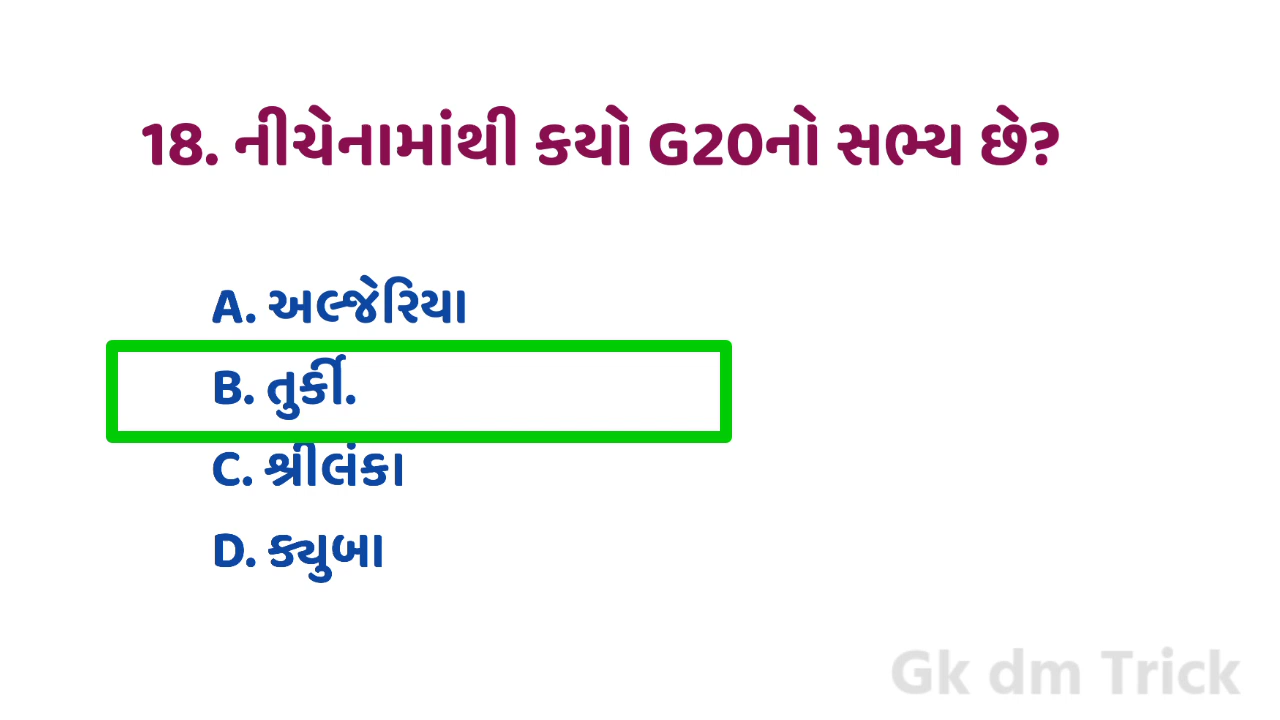 18. નીચેનામાંથી કયો G20નો સભ્ય છે?
A. અલ્જેરિયા
B. તુર્કી.
C. શ્રીલંકા
D. ક્યુબા
Gk dm Trick